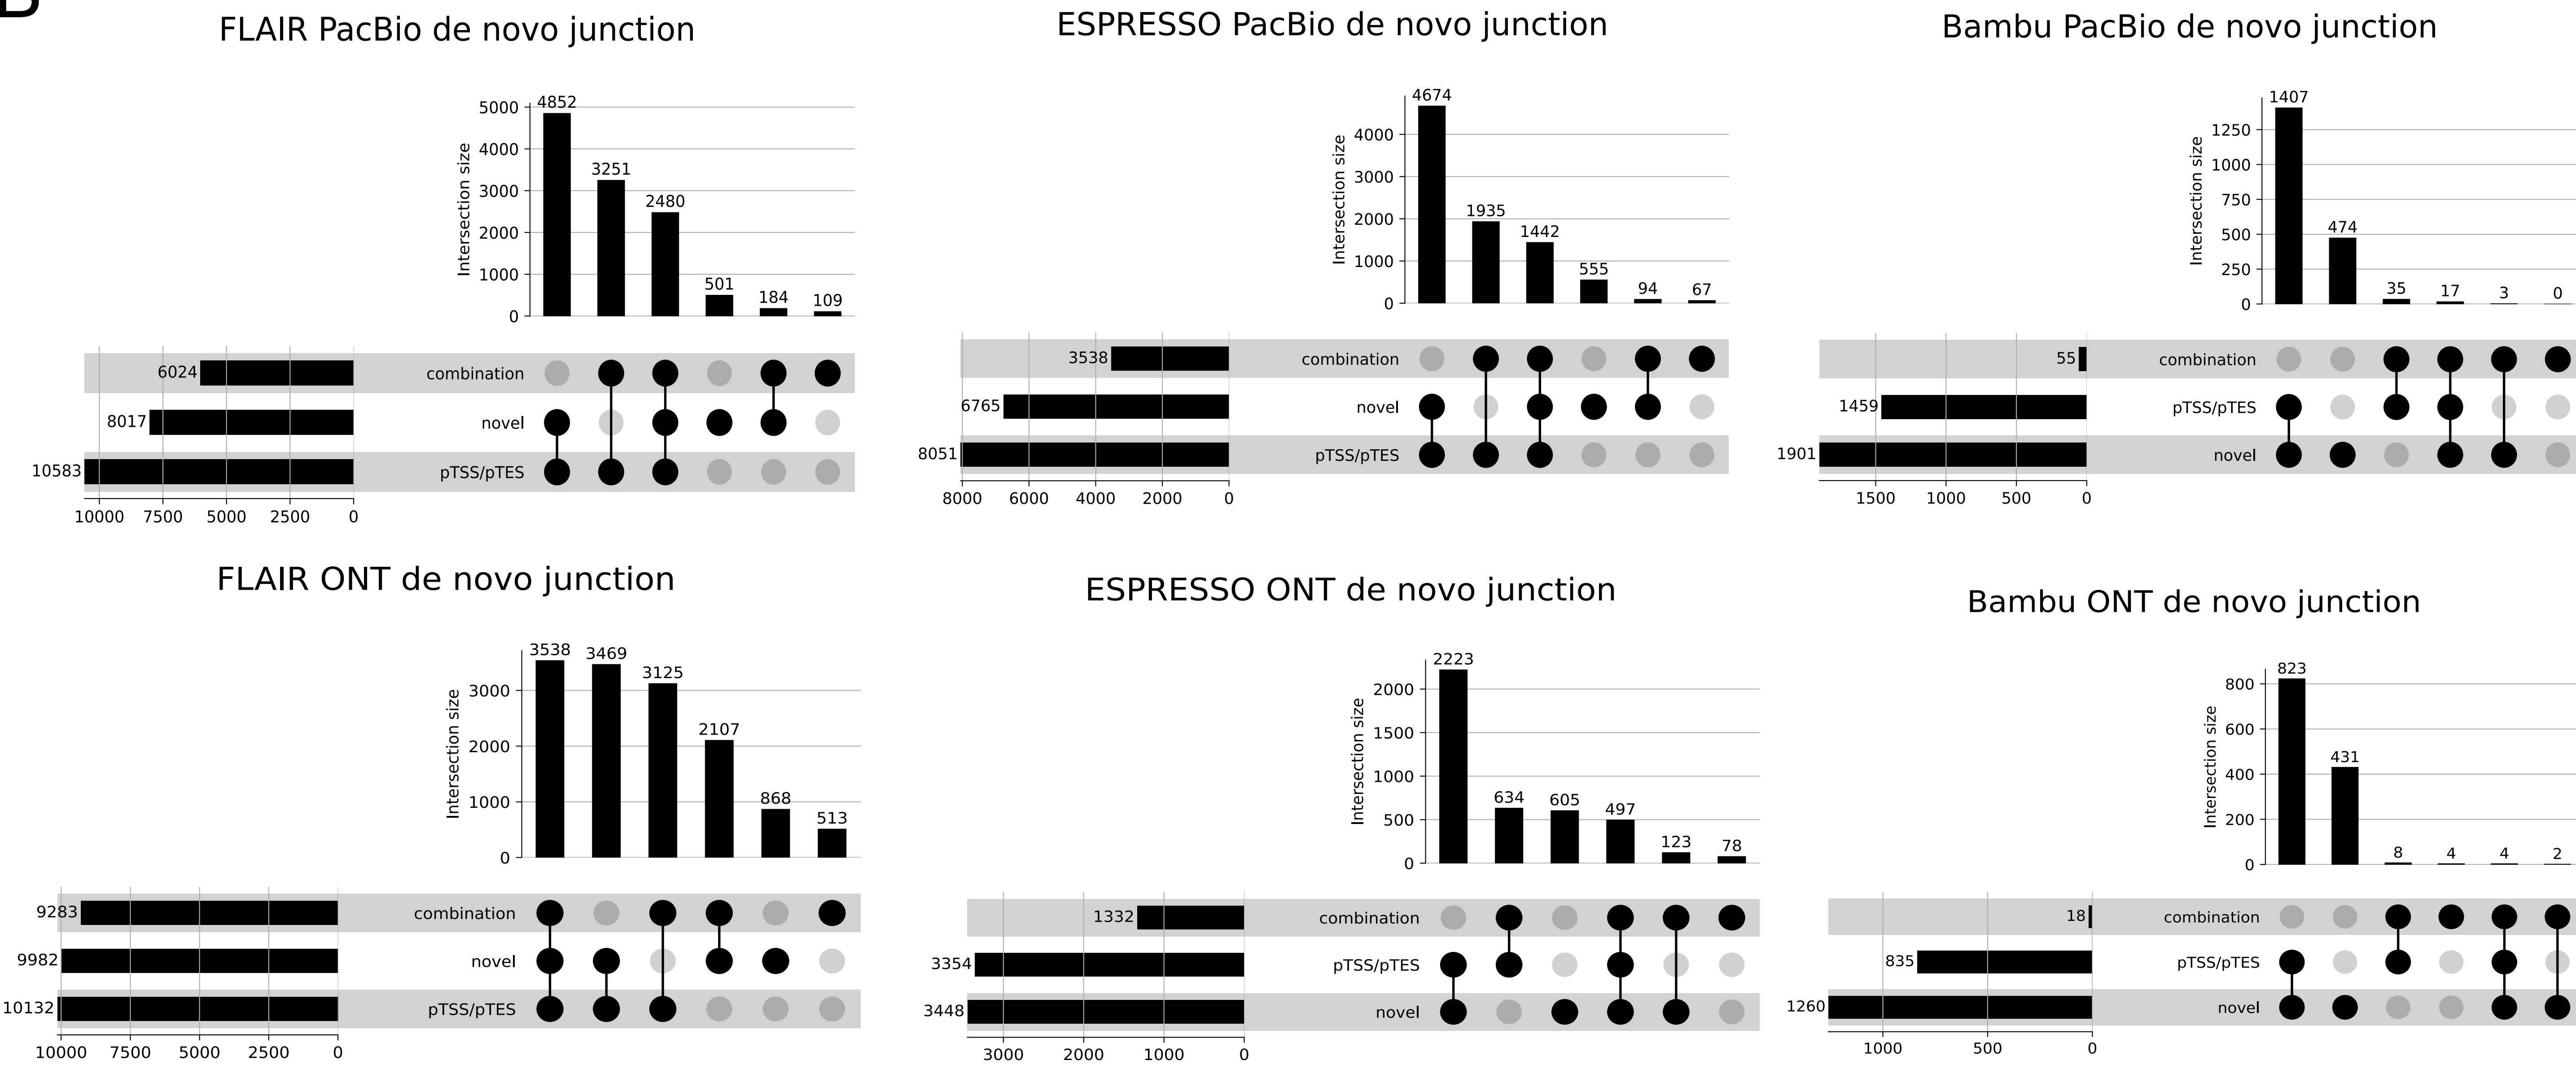 B
FLAIR PacBio de novo junction
Intersection size
5000
4000
3000
2000
1000
0
4852
3251
2480
501
184
109
6024
combination
8017
novel
10583
pTSS/pTES
10000 7500 5000 2500 0
ESPRESSO PacBio de novo junction
Intersection size
4000
3000
2000
1000
0
4674
1935
1442
555
94
67
3538
combination
6765
novel
8051
pTSS/pTES
8000 6000 4000 2000 0
Bambu PacBio de novo junction
Intersection size
1250
1000
750
500
250
0
1407
474
35
17
3
0
55
combination
1459
pTSS/pTES
1901
novel
1500 1000 500 0
FLAIR ONT de novo junction
Intersection size
3000
2000
1000
0
3538
3469
3125
2107
868
513
9283
combination
9982
novel
10132
pTSS/pTES
10000 7500 5000 2500 0
ESPRESSO ONT de novo junction
Intersection size
2000
1500
1000
500
0
2223
634
605
497
123
78
1332
combination
3354
pTSS/pTES
3448
novel
3000 2000 1000 0
Bambu ONT de novo junction
Intersection size
800
600
400
200
0
823
431
8
4
4
2
18
combination
835
pTSS/pTES
1260
novel
1000 500 0